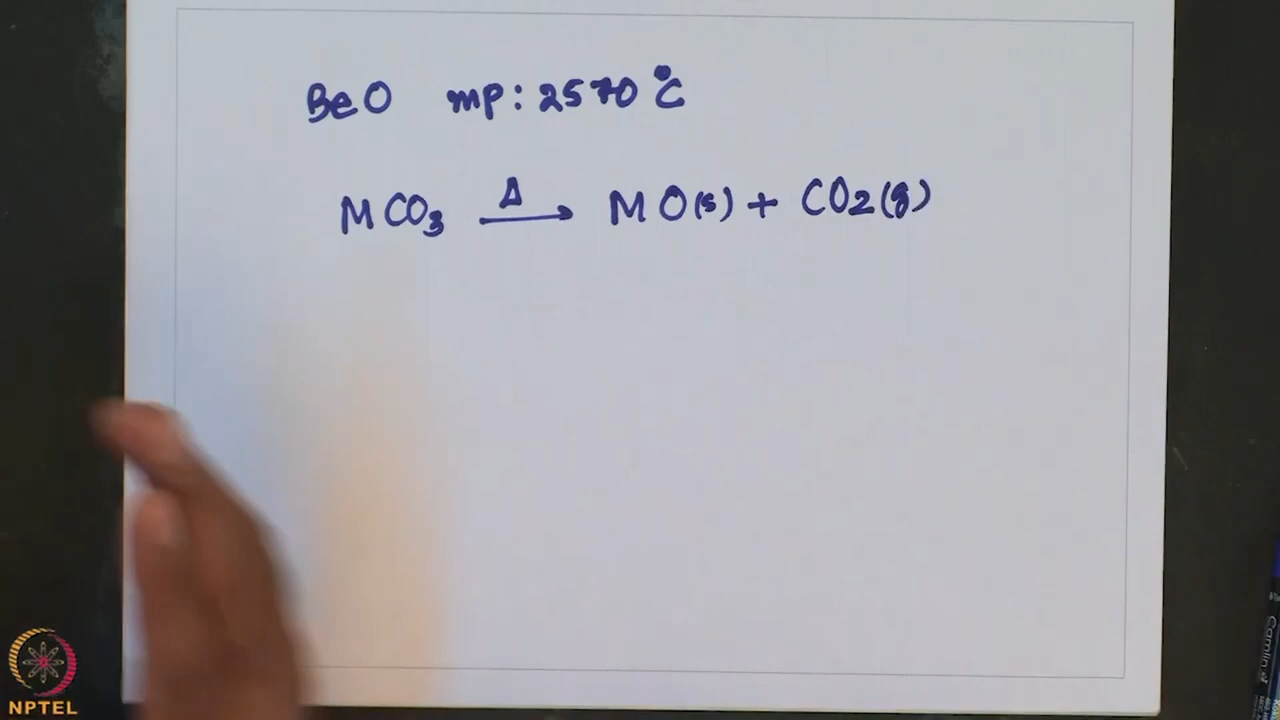 BeO mp: 2570 °C
MCO₃ Δ→ MO(s) + CO₂(g)
NPTEL